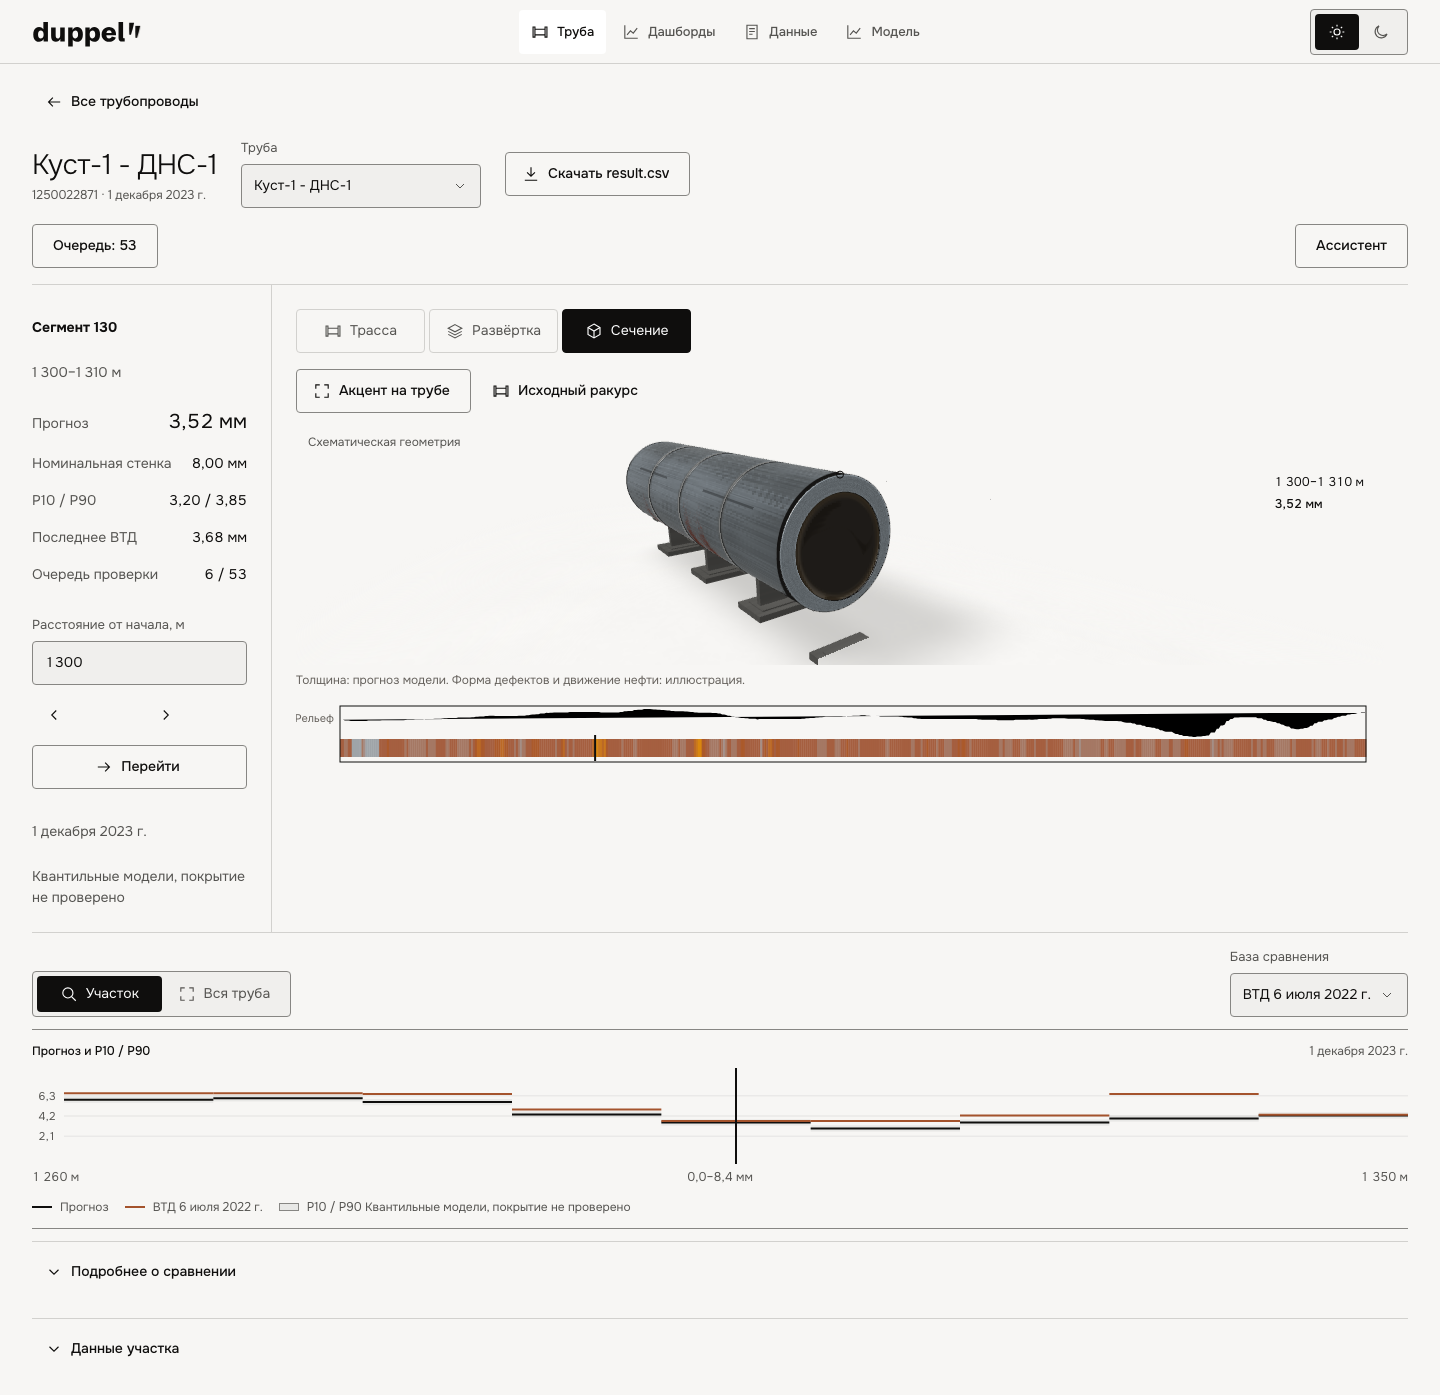 duppel
Труба
Дашборды
Данные
Модель
Все трубопроводы
Куст-1 - ДНС-1
1250022871 · 1 декабря 2023 г.
Труба
Куст-1 - ДНС-1
Скачать result.csv
Очередь: 53
Ассистент
Сегмент 130
1 300–1 310 м
Прогноз 3,52 мм
Номинальная стенка 8,00 мм
P10 / P90 3,20 / 3,85
Последнее ВТД 3,68 мм
Очередь проверки 6 / 53
Расстояние от начала, м
1 300
Перейти
1 декабря 2023 г.
Квантильные модели, покрытие
не проверено
Трасса
Развёртка
Сечение
Акцент на трубе
Исходный ракурс
Схематическая геометрия
1 300–1 310 м
3,52 мм
Толщина: прогноз модели. Форма дефектов и движение нефти: иллюстрация.
Рельеф
Участок
Вся труба
База сравнения
ВТД 6 июля 2022 г.
Прогноз и P10 / P90
1 декабря 2023 г.
6,3
4,2
2,1
1 260 м
0,0–8,4 мм
1 350 м
Прогноз
ВТД 6 июля 2022 г.
P10 / P90 Квантильные модели, покрытие не проверено
Подробнее о сравнении
Данные участка